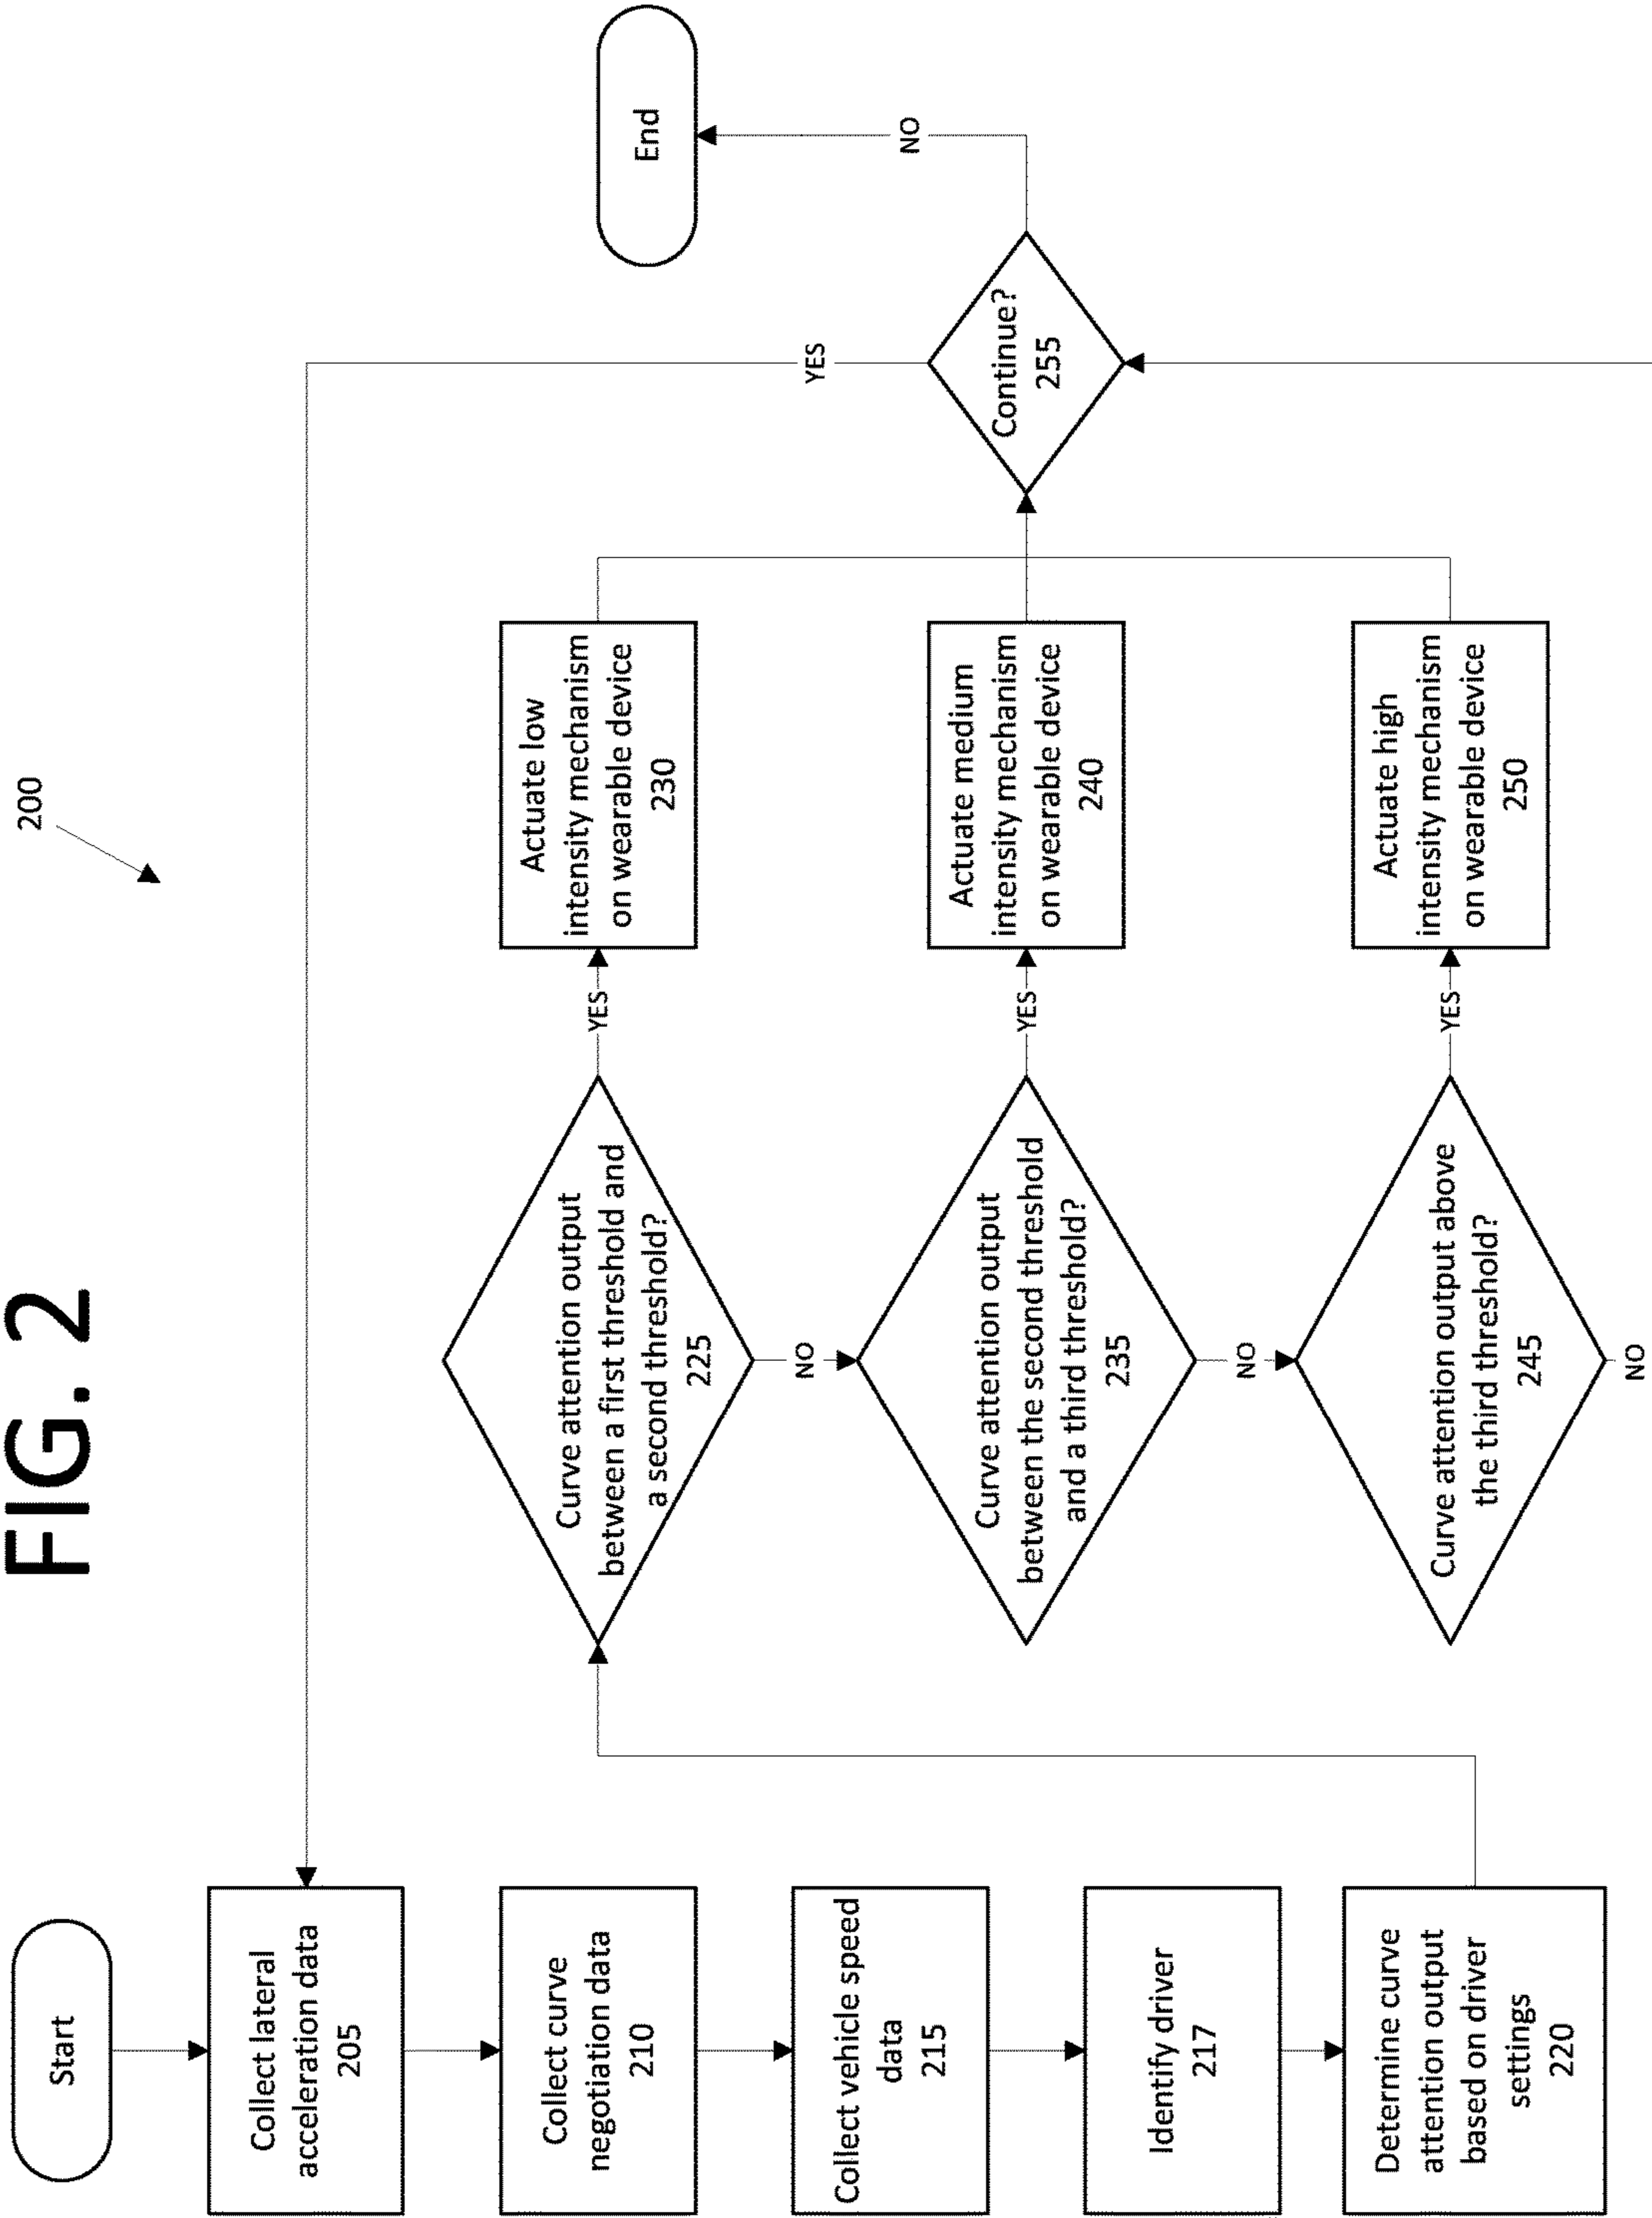 FIG. 2
200
Start
Collect lateral
acceleration data
205
Collect curve
negotiation data
210
Collect vehicle speed
data
215
Identify driver
217
Determine curve
attention output
based on driver
settings
220
Curve attention output
between a first threshold and
a second threshold?
225
YES
NO
Actuate low
intensity mechanism
on wearable device
230
Curve attention output
between the second threshold
and a third threshold?
235
YES
NO
Actuate medium
intensity mechanism
on wearable device
240
Curve attention output above
the third threshold?
245
YES
NO
Actuate high
intensity mechanism
on wearable device
250
Continue?
255
YES
NO
End